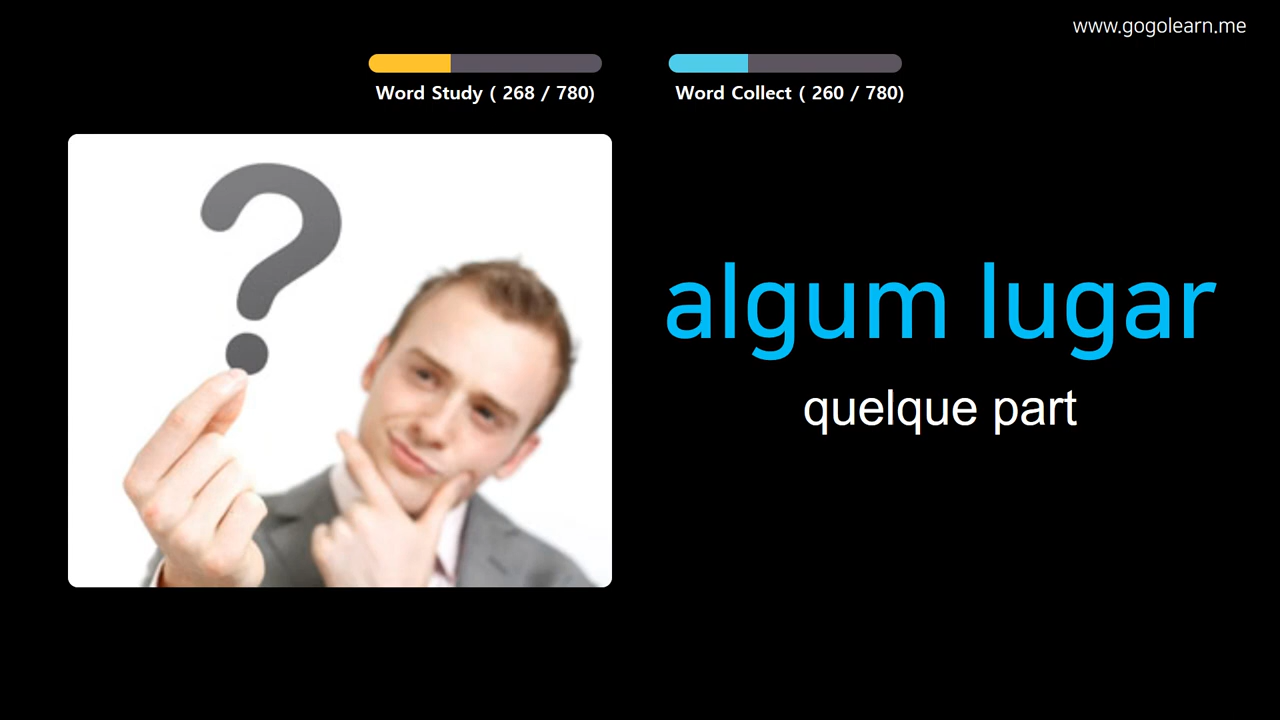 www.gogolearn.me
Word Study ( 268 / 780)
Word Collect ( 260 / 780)
algum lugar
quelque part